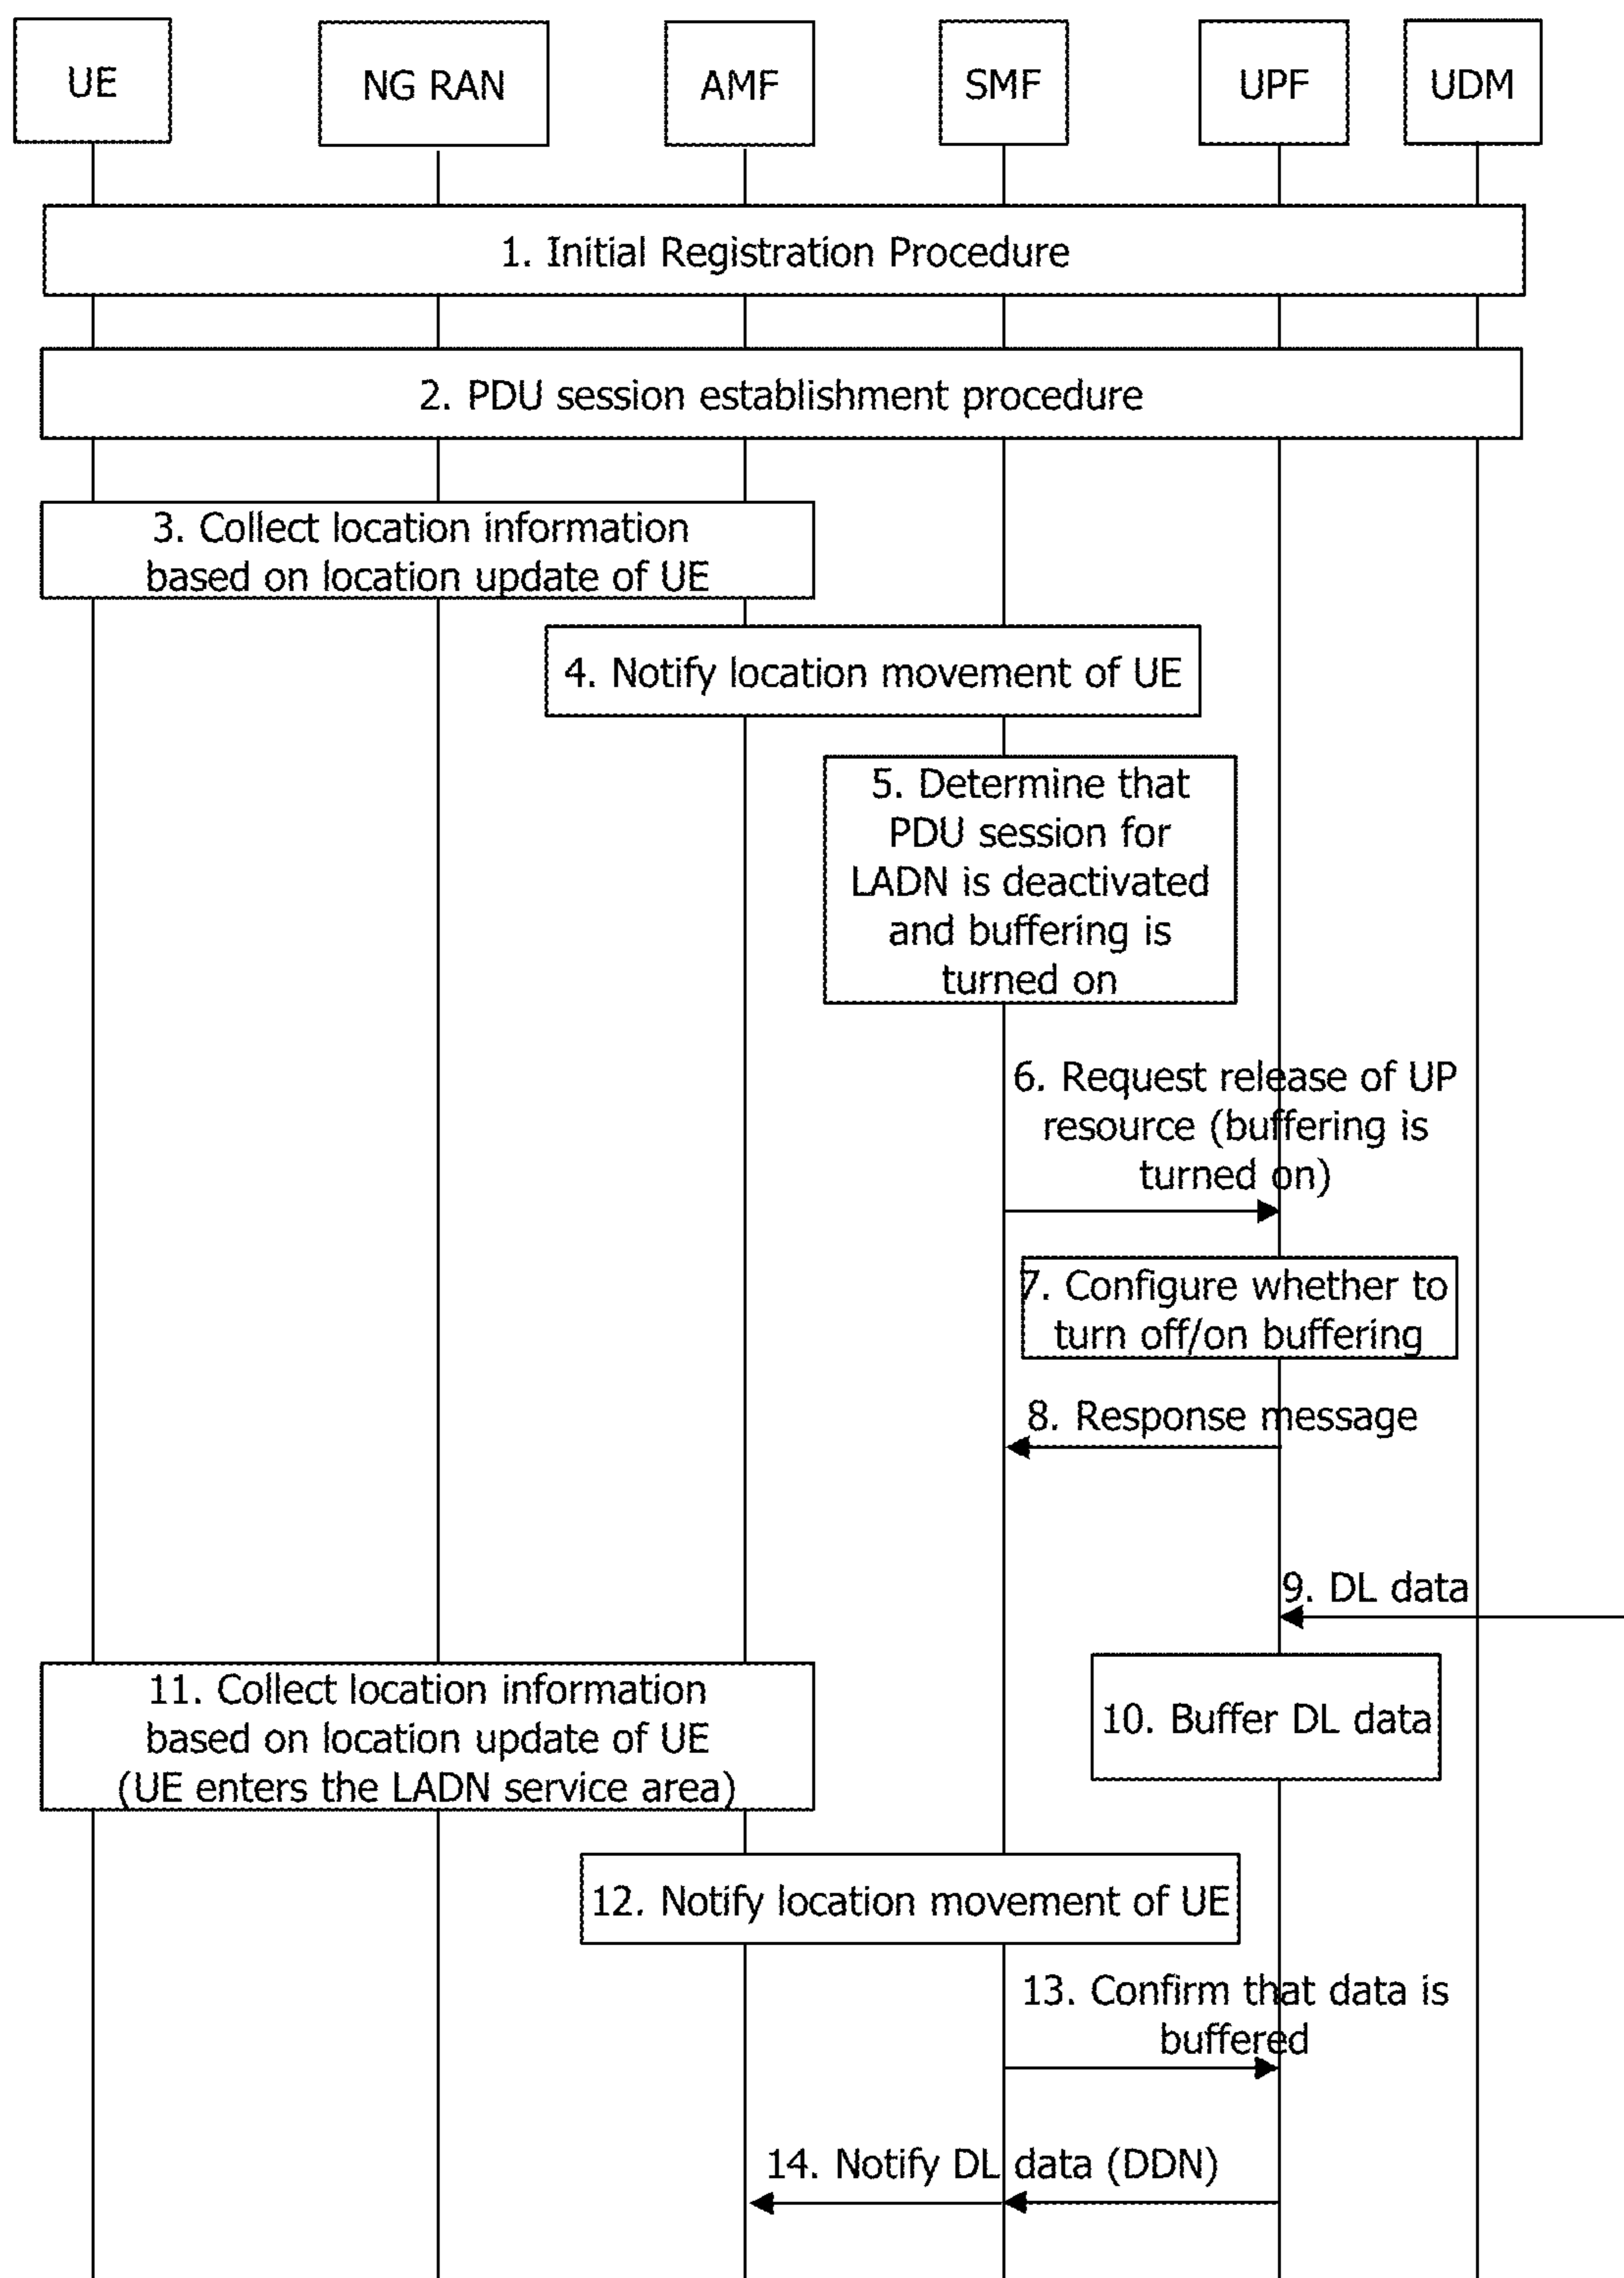 UE
NG RAN
AMF
SMF
UPF
UDM
1. Initial Registration Procedure
2. PDU session establishment procedure
3. Collect location information
based on location update of UE
4. Notify location movement of UE
5. Determine that
PDU session for
LADN is deactivated
and buffering is
turned on
6. Request release of UP
resource (buffering is
turned on)
7. Configure whether to
turn off/on buffering
8. Response message
9. DL data
10. Buffer DL data
11. Collect location information
based on location update of UE
(UE enters the LADN service area)
12. Notify location movement of UE
13. Confirm that data is
buffered
14. Notify DL data (DDN)